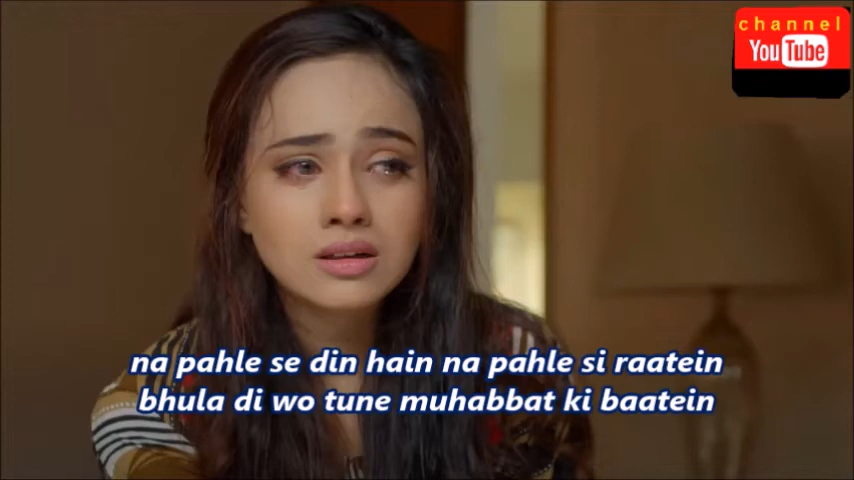 channel
YouTube
na pahle se din hain na pahle si raatein
bhula di wo tune muhabbat ki baatein